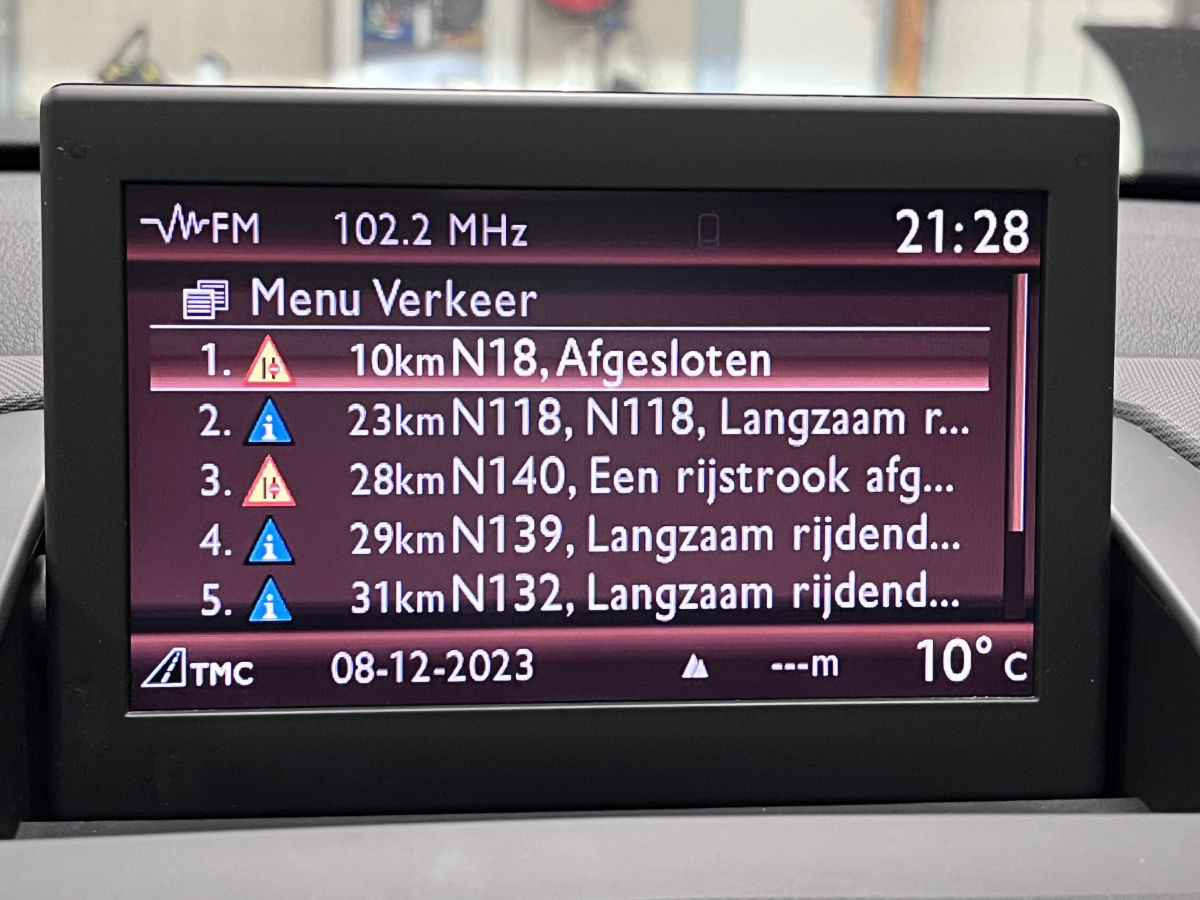 FM 102.2 MHz 21:28
Menu Verkeer
1. 10km N18, Afgesloten
2. 23km N118, N118, Langzaam r...
3. 28km N140, Een rijstrook afg...
4. 29km N139, Langzaam rijdend...
5. 31km N132, Langzaam rijdend...
TMC 08-12-2023 ---m 10° C